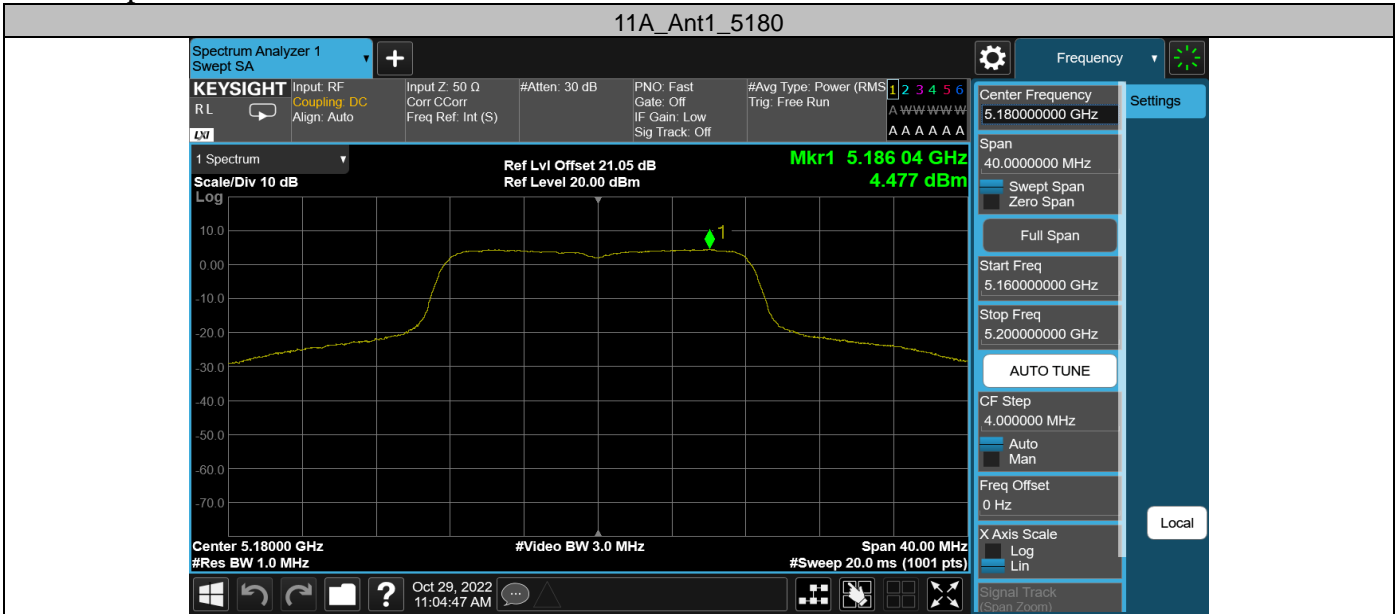 11A_Ant1_5180
Spectrum Analyzer 1
Swept SA
Frequency
KEYSIGHT
RL
LXI
Input: RF
Coupling: DC
Align: Auto
Input Z: 50 Ω
Corr CCorr
Freq Ref: Int (S)
#Atten: 30 dB
PNO: Fast
Gate: Off
IF Gain: Low
Sig Track: Off
#Avg Type: Power (RMS
Trig: Free Run
1 2 3 4 5 6
A W W W W W
A A A A A A
1 Spectrum
Scale/Div 10 dB
Ref Lvl Offset 21.05 dB
Ref Level 20.00 dBm
Mkr1 5.186 04 GHz
4.477 dBm
Log
1
10.0
0.00
-10.0
-20.0
-30.0
-40.0
-50.0
-60.0
-70.0
Center 5.18000 GHz
#Res BW 1.0 MHz
#Video BW 3.0 MHz
Span 40.00 MHz
#Sweep 20.0 ms (1001 pts)
Oct 29, 2022
11:04:47 AM
Center Frequency
5.180000000 GHz
Span
40.0000000 MHz
Swept Span
Zero Span
Full Span
Start Freq
5.160000000 GHz
Stop Freq
5.200000000 GHz
AUTO TUNE
CF Step
4.000000 MHz
Auto
Man
Freq Offset
0 Hz
X Axis Scale
Log
Lin
Signal Track
(Span Zoom)
Settings
Local